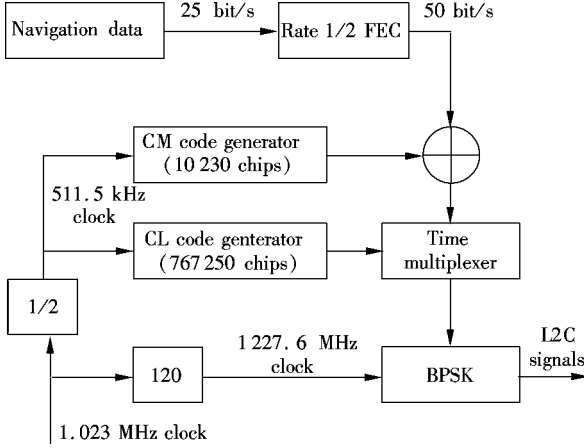 Navigation data
25 bit/s
Rate 1/2 FEC
50 bit/s
CM code generator
(10 230 chips)
511.5 kHz
clock
CL code genterator
(767 250 chips)
Time
multiplexer
1/2
120
1 227. 6 MHz
clock
BPSK
L2C
signals
1.023 MHz clock